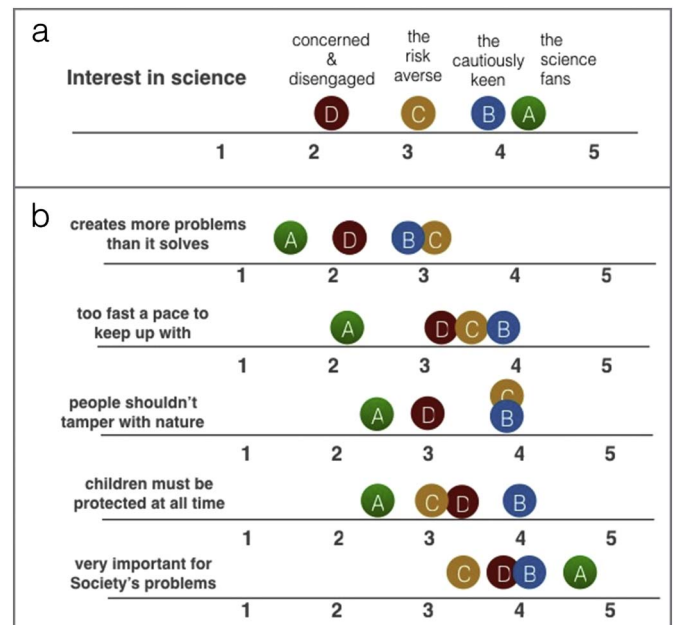 a
concerned
&
disengaged
the
risk
averse
the
cautiously
keen
the
science
fans
Interest in science
D C B A
1 2 3 4 5
b
creates more problems
than it solves
A D B C
1 2 3 4 5
too fast a pace to
keep up with
A D C B
1 2 3 4 5
people shouldn't
tamper with nature
A D C B
1 2 3 4 5
children must be
protected at all time
A C D B
1 2 3 4 5
very important for
Society's problems
C D B A
1 2 3 4 5